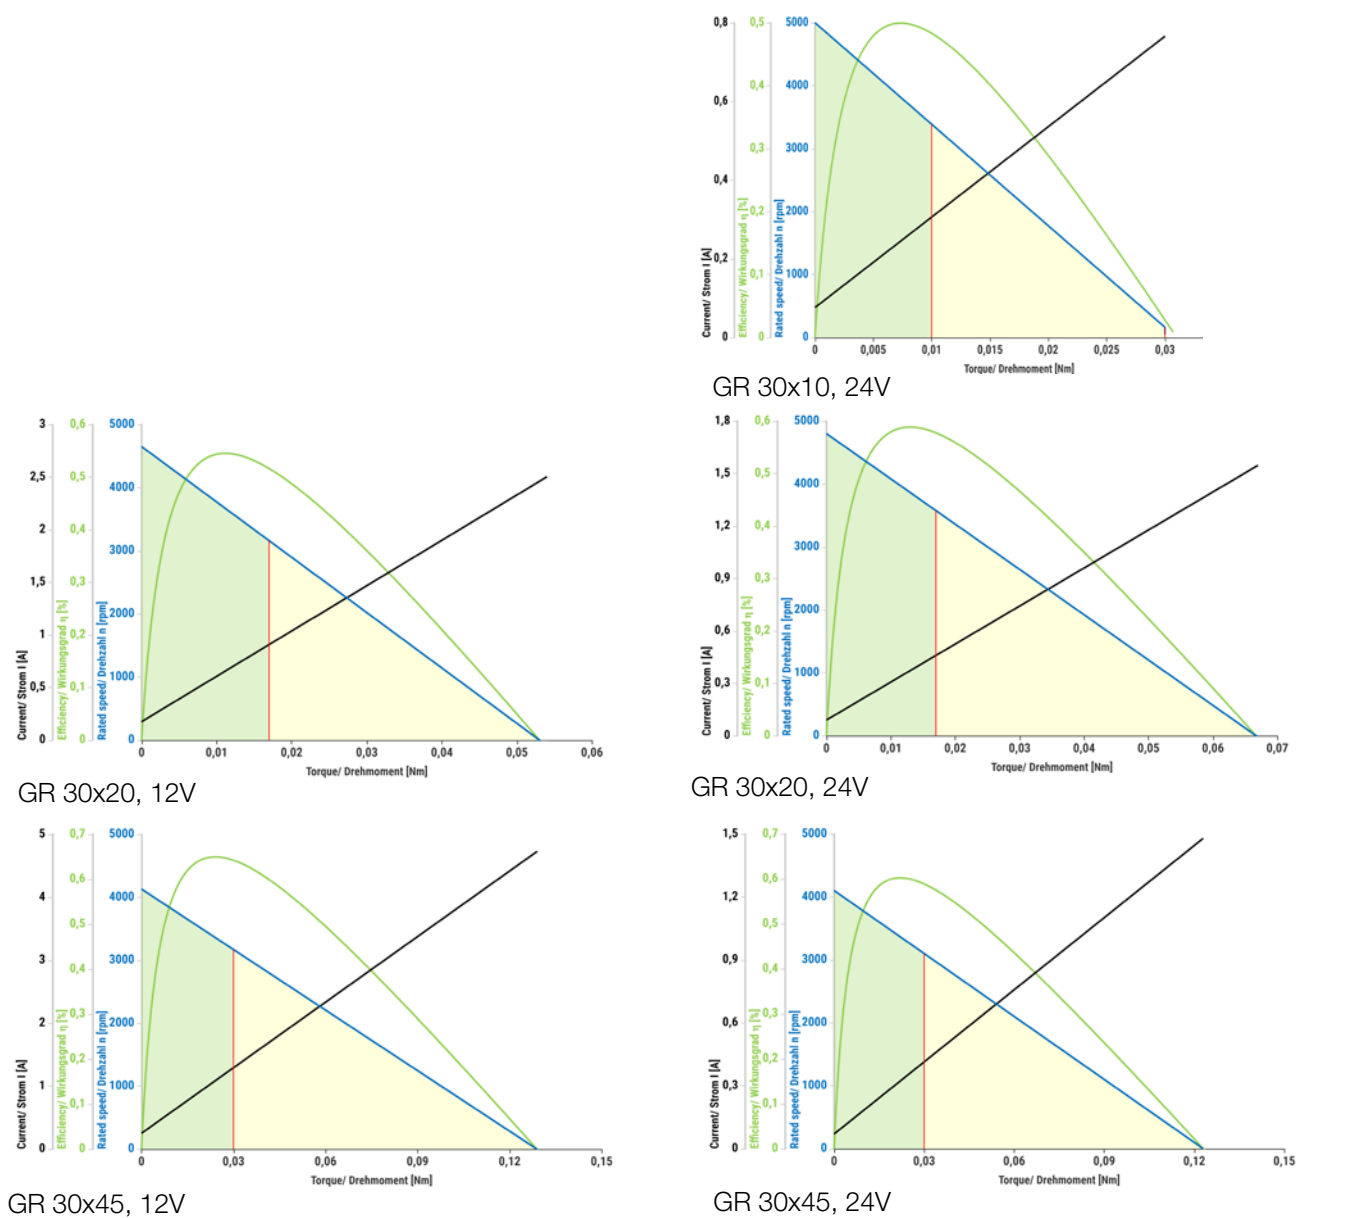 0,8 0,5 5000
0,4 4000
0,6
0,3 3000
0,4
0,2 2000
0,2
0,1 1000
0 0 0
Current/ Strom I [A]
Efficiency/ Wirkungsgrad η [%]
Rated speed/ Drehzahl n [rpm]
0 0,005 0,01 0,015 0,02 0,025 0,03
Torque/ Drehmoment [Nm]
GR 30x10, 24V
3 0,6 5000
2,5 0,5
4000
2 0,4
3000
1,5 0,3
2000
1 0,2
1000
0,5 0,1
0 0 0
Current/ Strom I [A]
Efficiency/ Wirkungsgrad η [%]
Rated speed/ Drehzahl n [rpm]
0 0,01 0,02 0,03 0,04 0,05 0,06
Torque/ Drehmoment [Nm]
GR 30x20, 12V
1,8 0,6 5000
1,5 0,5
4000
1,2 0,4
3000
0,9 0,3
2000
0,6 0,2
1000
0,3 0,1
0 0 0
Current/ Strom I [A]
Efficiency/ Wirkungsgrad η [%]
Rated speed/ Drehzahl n [rpm]
0 0,01 0,02 0,03 0,04 0,05 0,06 0,07
Torque/ Drehmoment [Nm]
GR 30x20, 24V
5 0,7 5000
0,6
4 4000
0,5
3 3000
0,4
0,3
2 2000
0,2
1 1000
0,1
0 0 0
Current/ Strom I [A]
Efficiency/ Wirkungsgrad η [%]
Rated speed/ Drehzahl n [rpm]
0 0,03 0,06 0,09 0,12 0,15
Torque/ Drehmoment [Nm]
GR 30x45, 12V
1,5 0,7 5000
0,6
1,2 4000
0,5
0,9 3000
0,4
0,3
0,6 2000
0,2
0,3 1000
0,1
0 0 0
Current/ Strom I [A]
Efficiency/ Wirkungsgrad η [%]
Rated speed/ Drehzahl n [rpm]
0 0,03 0,06 0,09 0,12 0,15
Torque/ Drehmoment [Nm]
GR 30x45, 24V